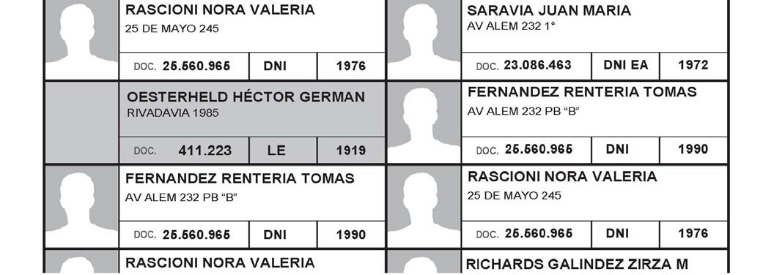 RASCIONI NORA VALERIA
25 DE MAYO 245
DOC. 25.560.965 DNI 1976
OESTERHELD HÉCTOR GERMAN
RIVADAVIA 1985
DOC. 411.223 LE 1919
FERNANDEZ RENTERIA TOMAS
AV ALEM 232 PB “B”
DOC. 25.560.965 DNI 1990
RASCIONI NORA VALERIA
SARAVIA JUAN MARIA
AV ALEM 232 1°
DOC. 23.086.463 DNI EA 1972
FERNANDEZ RENTERIA TOMAS
AV ALEM 232 PB “B”
DOC. 25.560.965 DNI 1990
RASCIONI NORA VALERIA
25 DE MAYO 245
DOC. 25.560.965 DNI 1976
RICHARDS GALINDEZ ZIRZA M